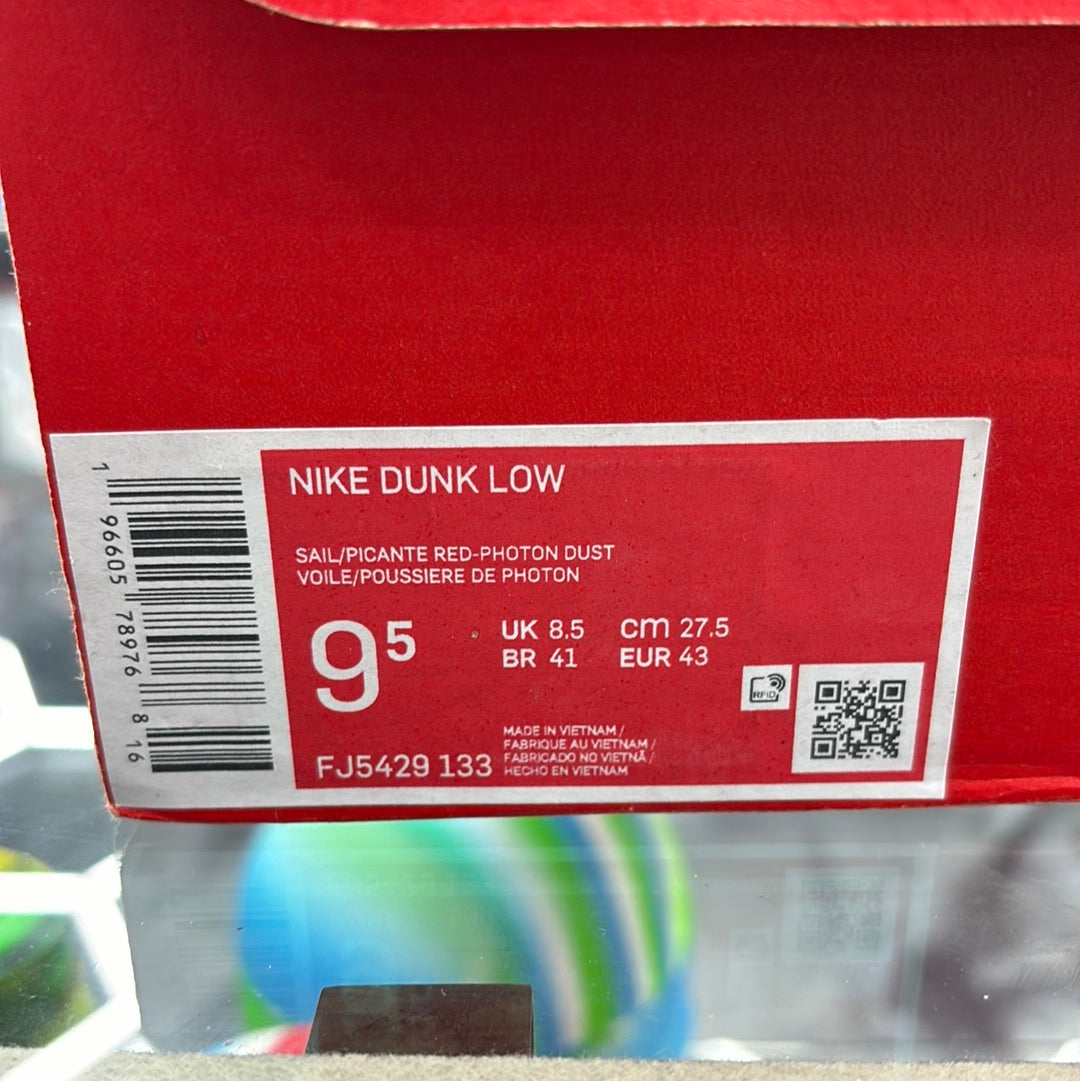 NIKE DUNK LOW
SAIL/PICANTE RED-PHOTON DUST
VOILE/POUSSIERE DE PHOTON
9 5
UK 8.5 cm 27.5
BR 41 EUR 43
RFID
FJ5429 133
MADE IN VIETNAM /
FABRIQUE AU VIETNAM /
FABRICADO NO VIETNÃ /
HECHO EN VIETNAM
1 96605 78976 8 16